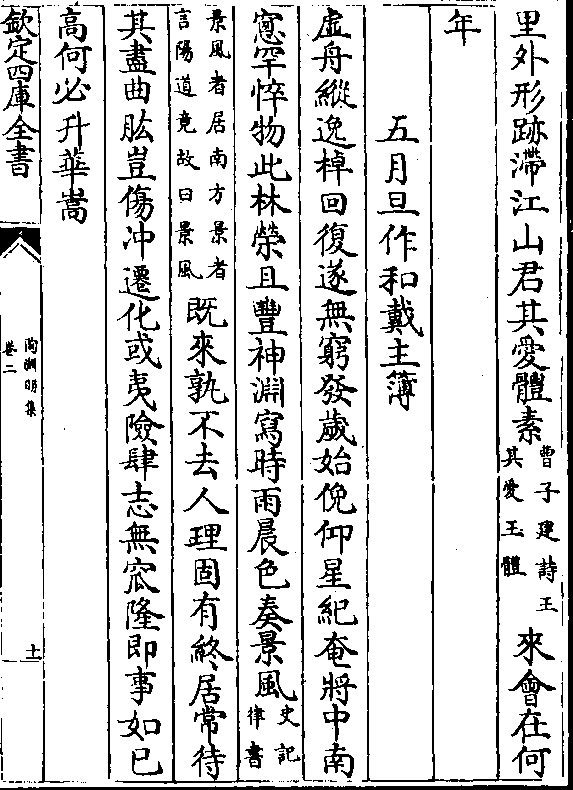 里外形跡滯江山君其愛體素曹子建詩王其愛玉體來會在何
年
五月旦作和戴主簿
虚舟縱逸棹回復遂無窮發歲始俛仰星紀奄將中南
窻罕悴物此林榮且豐神淵寫時雨晨色奏景風史記律書
景風者居南方景者言陽道竟故曰景風既來孰不去人理固有終居常待
其盡曲肱豈傷冲遷化或夷險肆志無窊隆即事如已
高何必升華嵩
欽定四庫全書
陶淵明集
卷二
十一